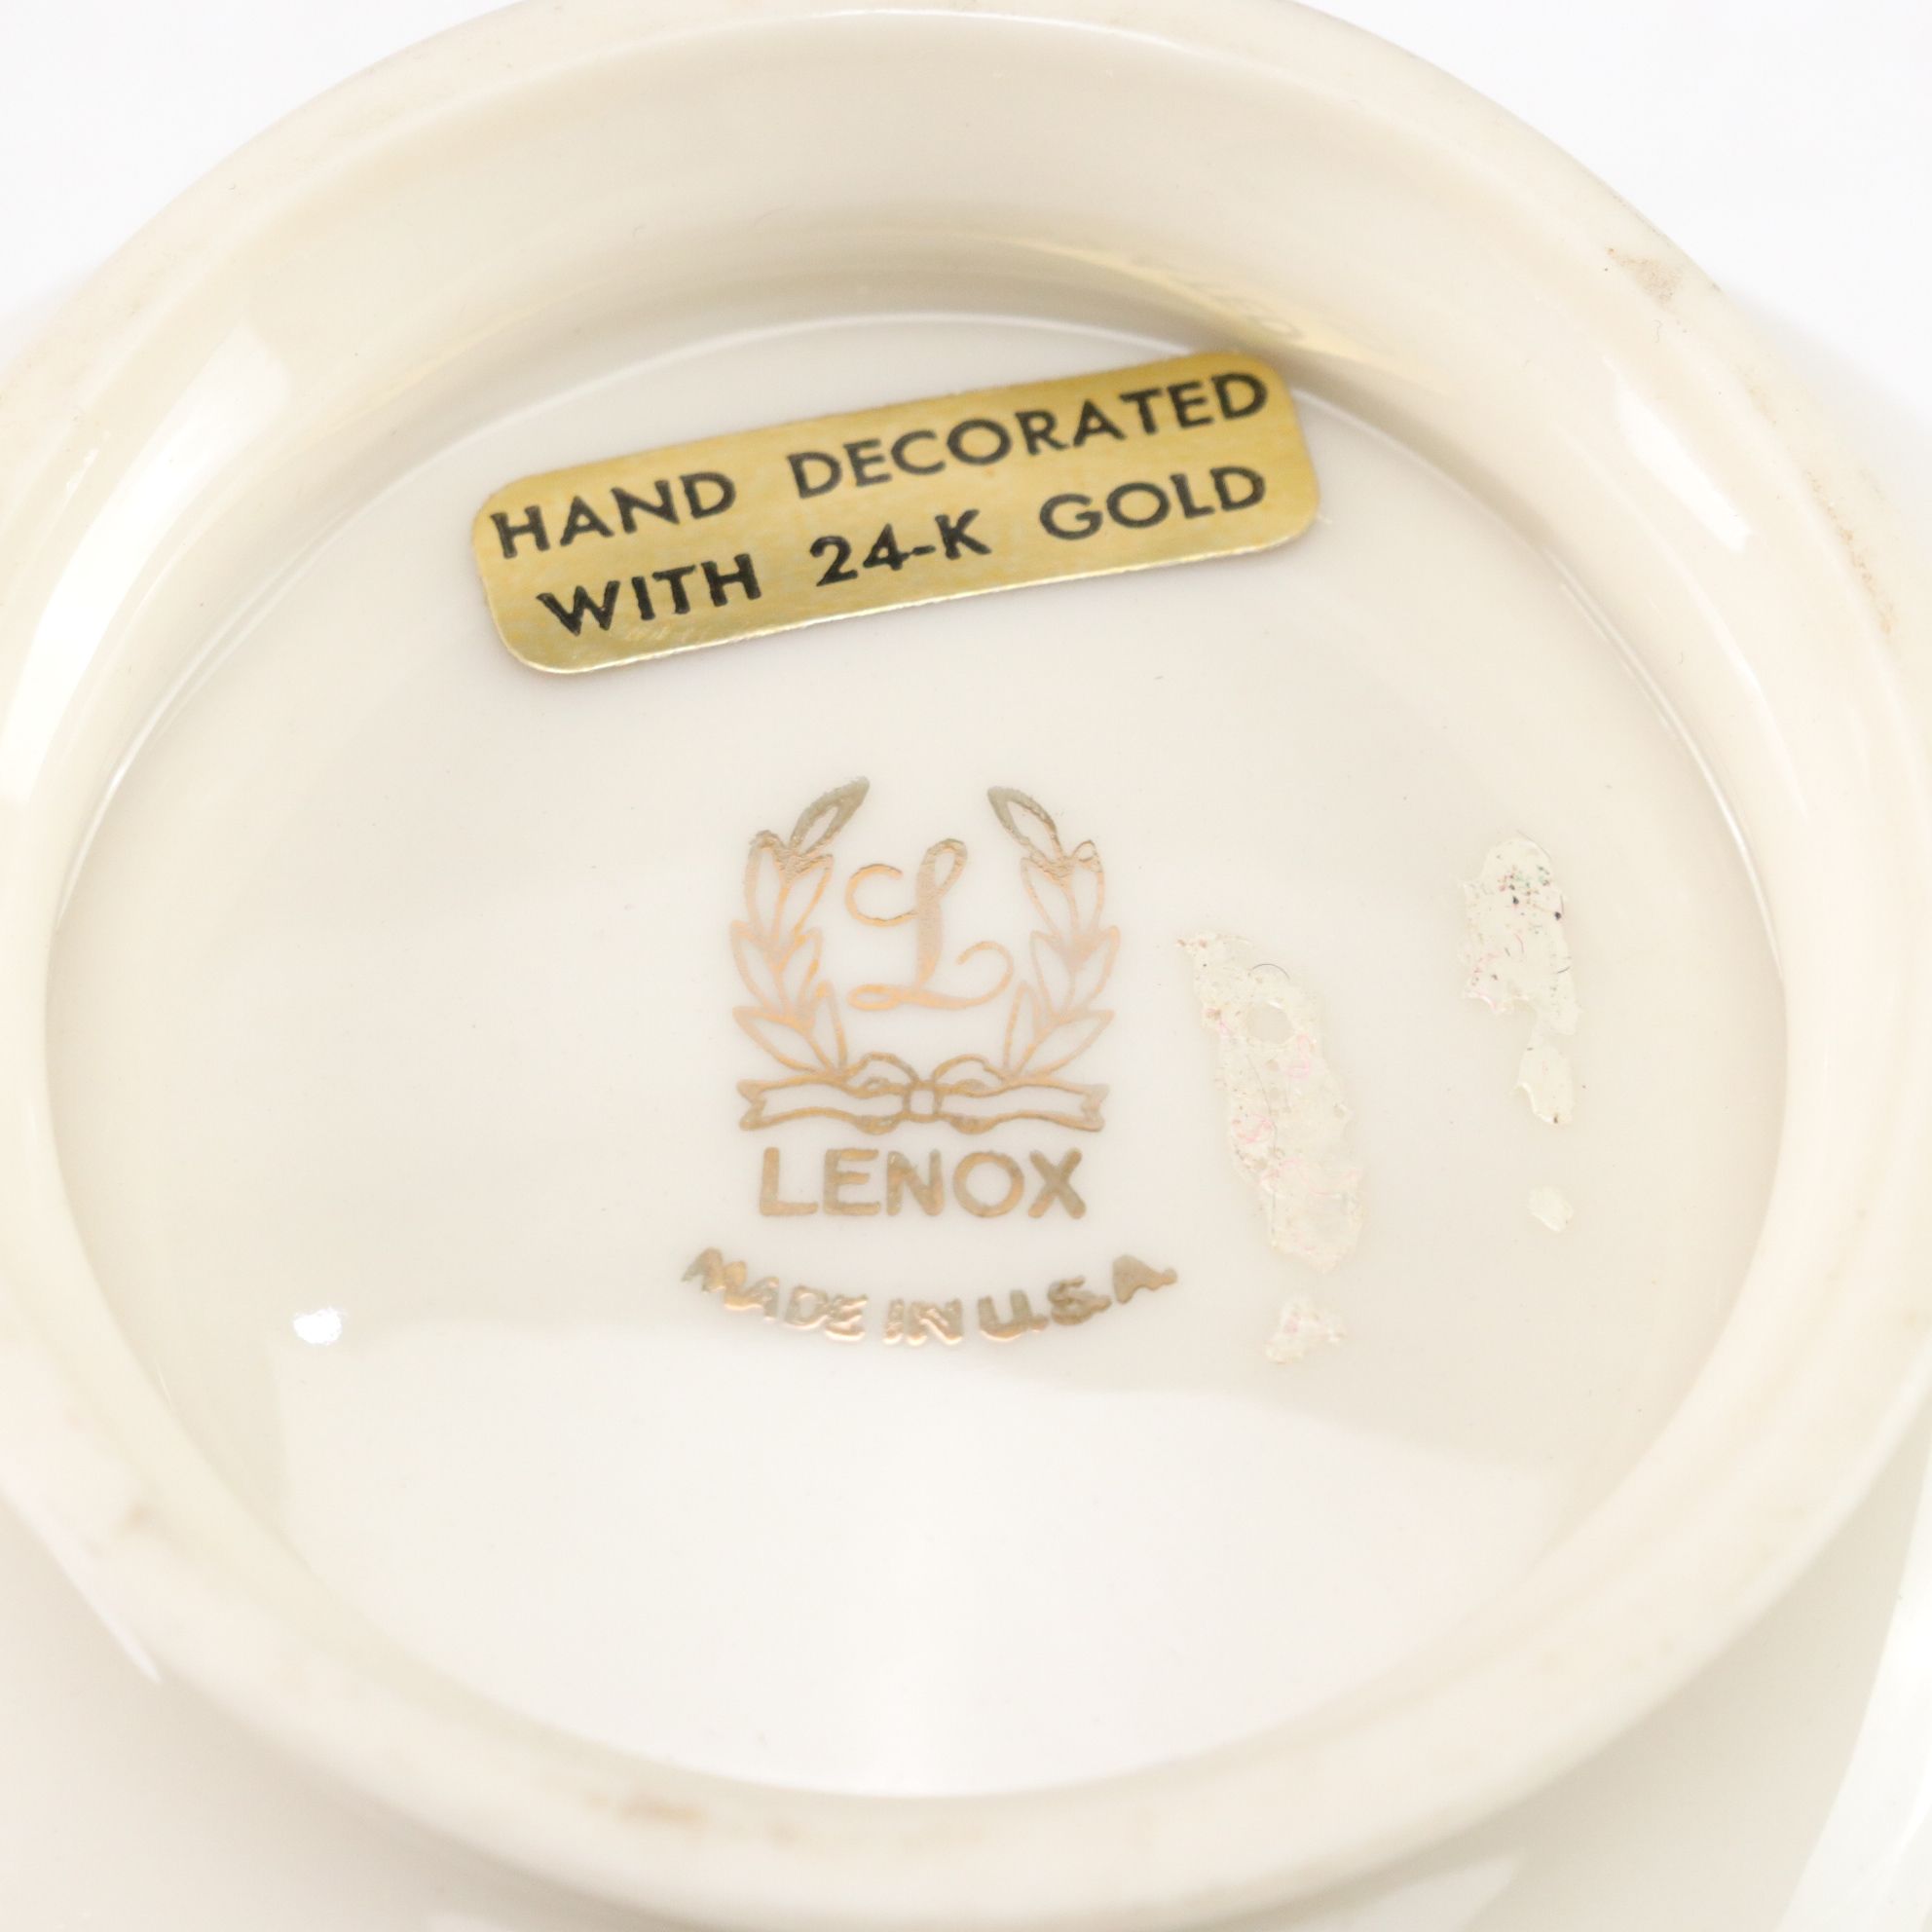 HAND DECORATED
WITH 24-K GOLD
L
LENOX
MADE IN U.S.A.